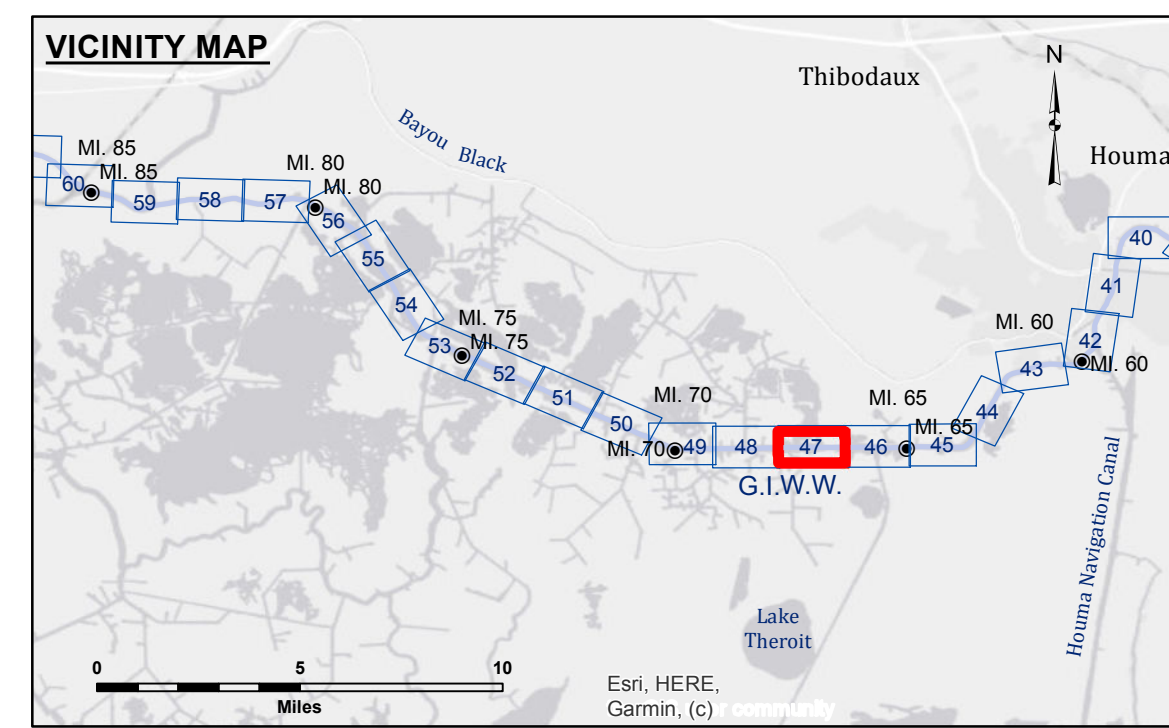 VICINITY MAP
N
Thibodaux
Houma
Bayou Black
MI. 85
MI. 85
60
59
58
57
MI. 80
MI. 80
56
55
54
40
41
MI. 60
42
MI. 60
43
MI. 75
MI. 75
53
52
51
50
44
MI. 70
MI. 70
49
48
47
46
MI. 65
MI. 65
45
G.I.W.W.
Houma Navigation Canal
Lake
Theroit
0 5 10
Miles
Esri, HERE,
Garmin, (c) r community